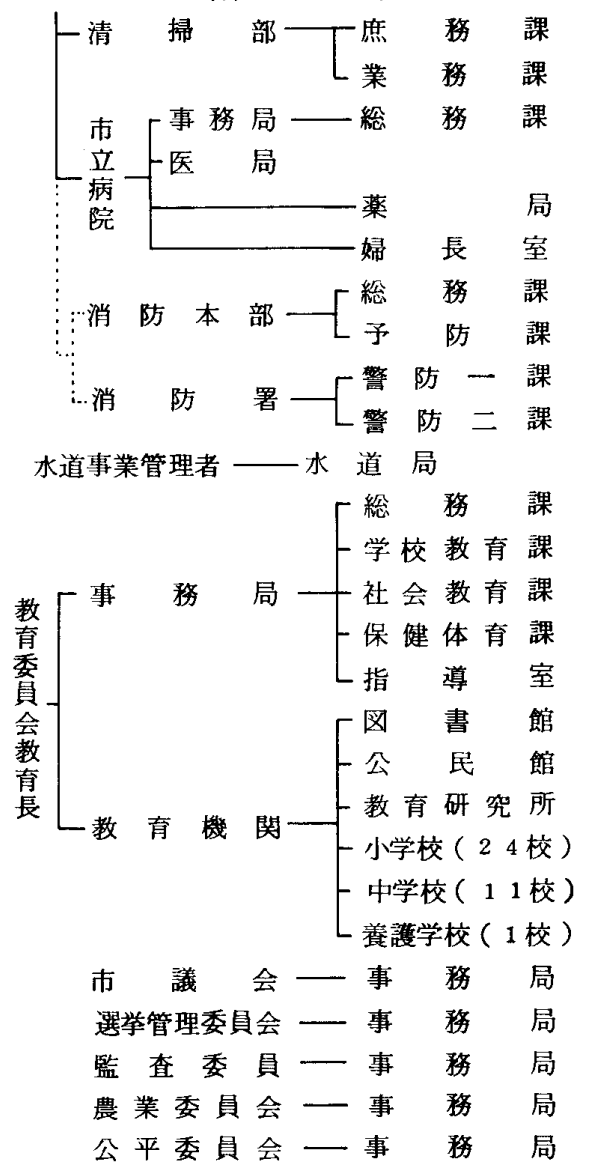 清掃部 庶務課
業務課
市立病院 事務局 総務課
医局
薬局
婦長室
消防本部 総務課
予防課
消防署 警防一課
警防二課
水道事業管理者 水道局
教育委員会教育長 事務局 総務課
学校教育課
社会教育課
保健体育課
指導室
教育機関 図書館
公民館
教育研究所
小学校(24校)
中学校(11校)
養護学校(1校)
市議会 事務局
選挙管理委員会 事務局
監査委員 事務局
農業委員会 事務局
公平委員会 事務局